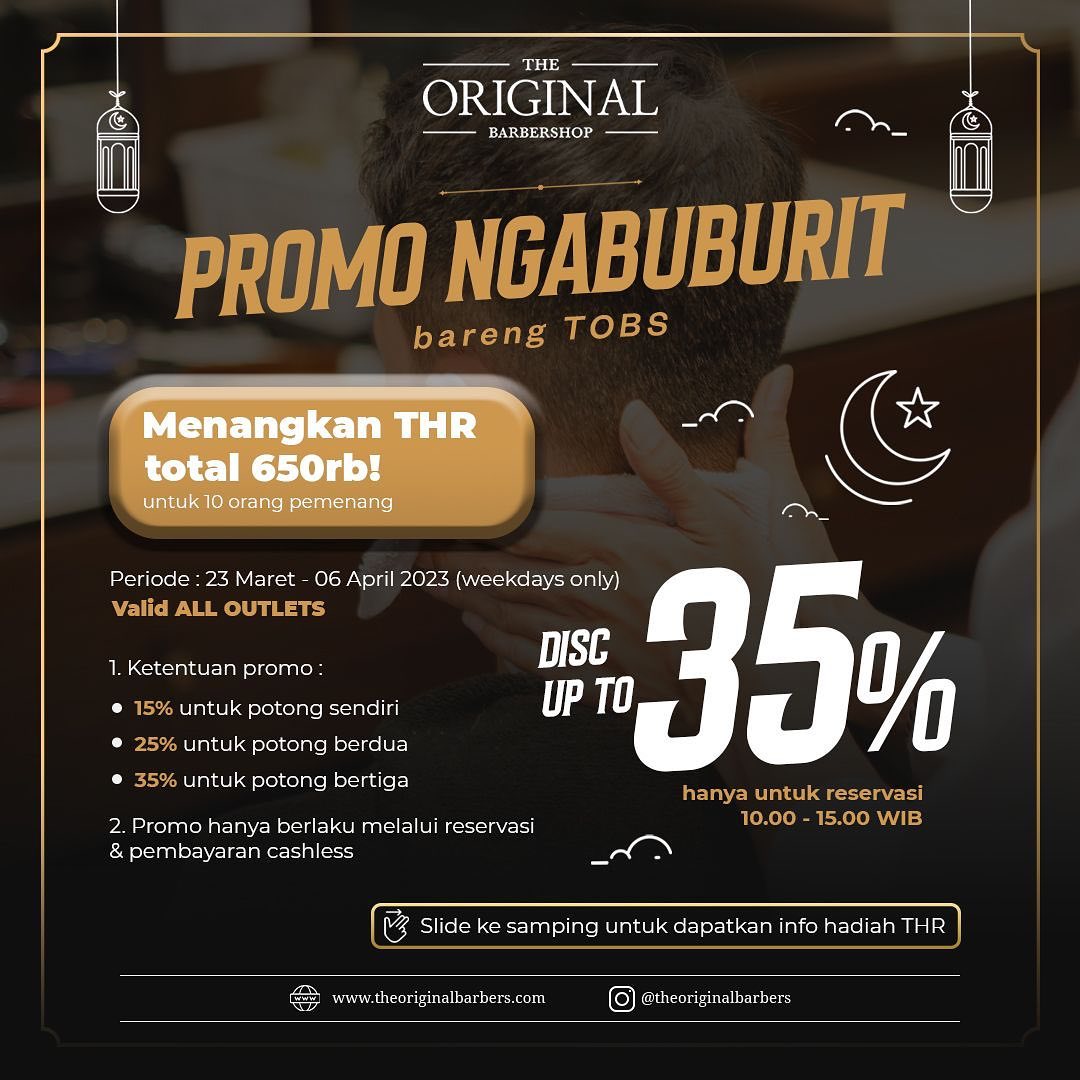 THE
ORIGINAL
BARBERSHOP
PROMO NGABUBURIT
bareng TOBS
Menangkan THR
total 650rb!
untuk 10 orang pemenang
Periode : 23 Maret - 06 April 2023 (weekdays only)
Valid ALL OUTLETS
1. Ketentuan promo :
• 15% untuk potong sendiri
• 25% untuk potong berdua
• 35% untuk potong bertiga
2. Promo hanya berlaku melalui reservasi
& pembayaran cashless
DISC
UP TO
35%
hanya untuk reservasi
10.00 - 15.00 WIB
Slide ke samping untuk dapatkan info hadiah THR
www www.theoriginalbarbers.com
@theoriginalbarbers